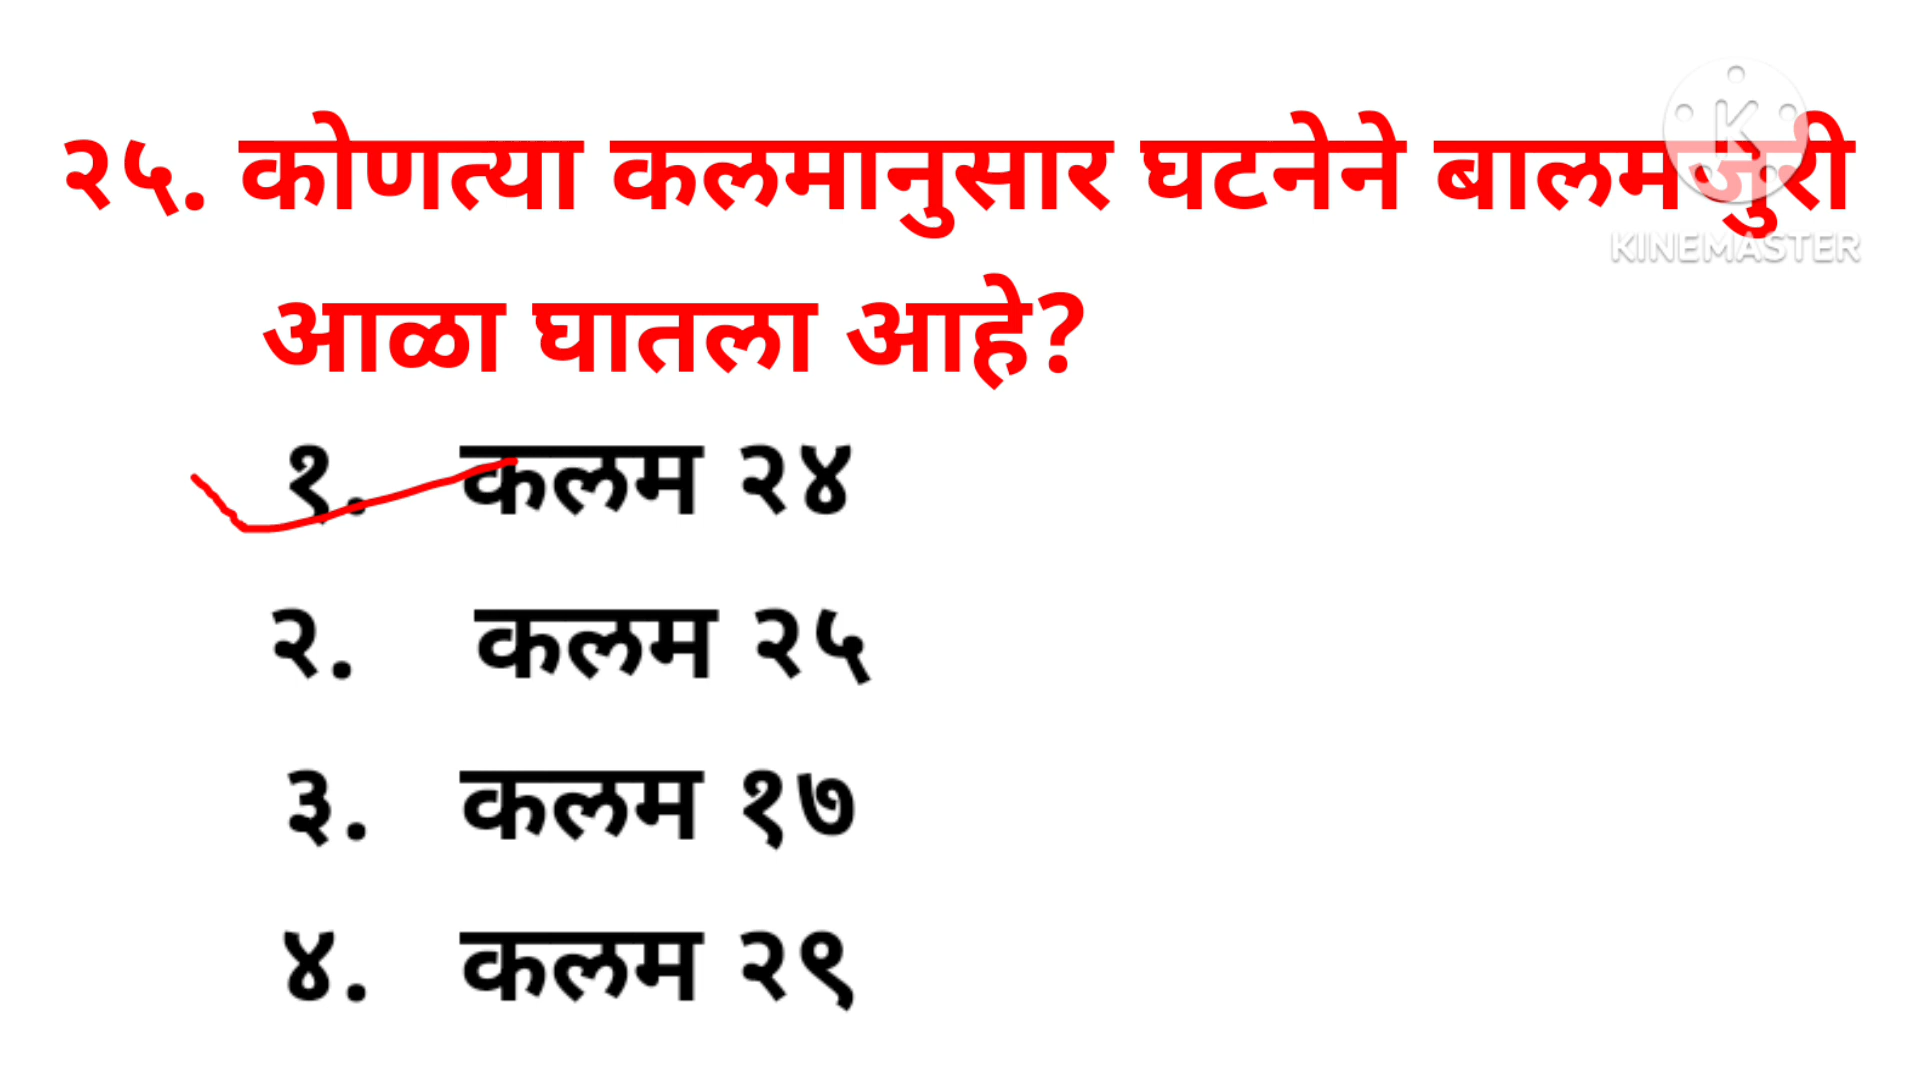 २५. कोणत्या कलमानुसार घटनेने बालमजुरी
आळा घातला आहे?
१. कलम २४
२. कलम २५
३. कलम १७
४. कलम २९
KINEMASTER